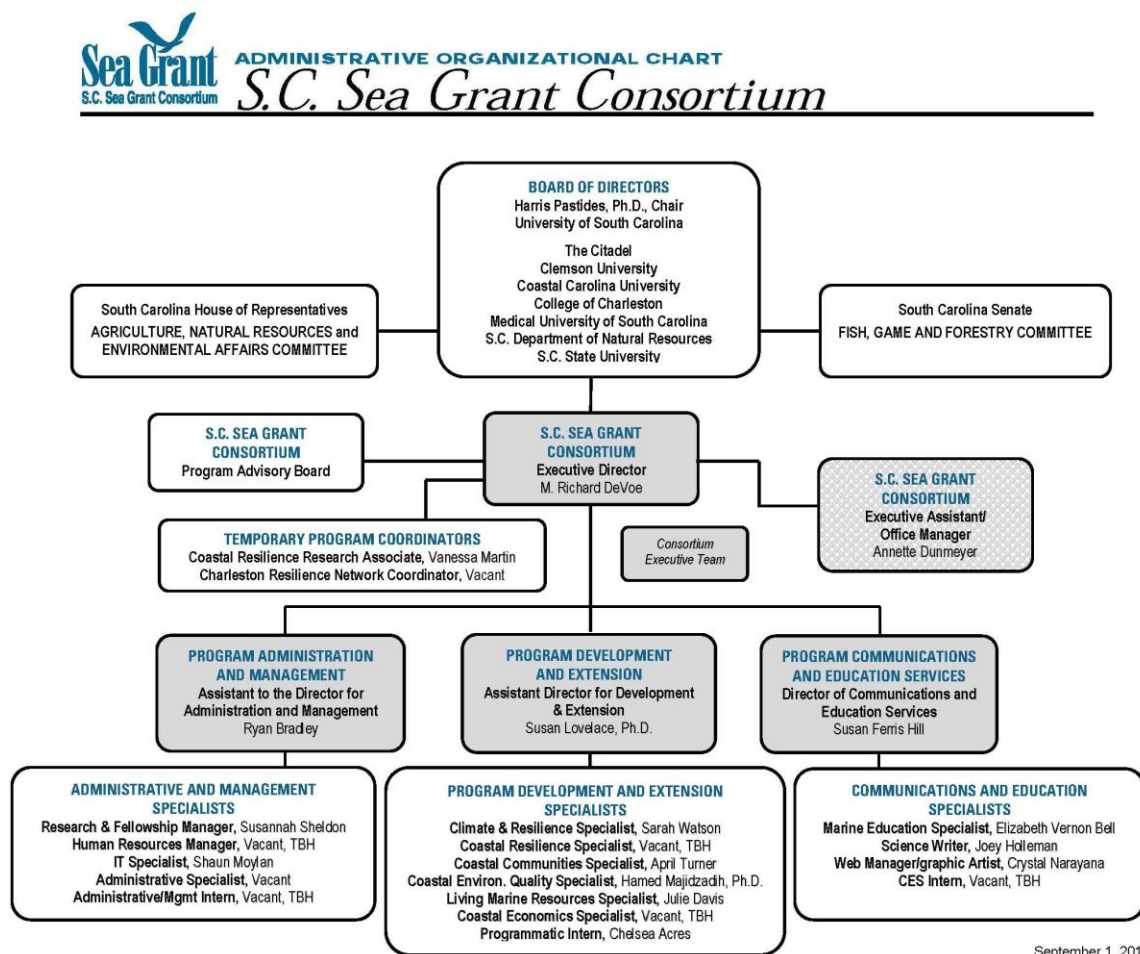 Sea Grant
S.C. Sea Grant Consortium
ADMINISTRATIVE ORGANIZATIONAL CHART
S.C. Sea Grant Consortium
BOARD OF DIRECTORS
Harris Pastides, Ph.D., Chair
University of South Carolina
The Citadel
Clemson University
Coastal Carolina University
College of Charleston
Medical University of South Carolina
S.C. Department of Natural Resources
S.C. State University
South Carolina House of Representatives
AGRICULTURE, NATURAL RESOURCES and
ENVIRONMENTAL AFFAIRS COMMITTEE
South Carolina Senate
FISH, GAME AND FORESTRY COMMITTEE
S.C. SEA GRANT
CONSORTIUM
Program Advisory Board
S.C. SEA GRANT
CONSORTIUM
Executive Director
M. Richard DeVoe
S.C. SEA GRANT
CONSORTIUM
Executive Assistant/
Office Manager
Annette Dunmeyer
TEMPORARY PROGRAM COORDINATORS
Coastal Resilience Research Associate, Vanessa Martin
Charleston Resilience Network Coordinator, Vacant
Consortium
Executive Team
PROGRAM ADMINISTRATION
AND MANAGEMENT
Assistant to the Director for
Administration and Management
Ryan Bradley
PROGRAM DEVELOPMENT
AND EXTENSION
Assistant Director for Development
& Extension
Susan Lovelace, Ph.D.
PROGRAM COMMUNICATIONS
AND EDUCATION SERVICES
Director of Communications and
Education Services
Susan Ferris Hill
ADMINISTRATIVE AND MANAGEMENT
SPECIALISTS
Research & Fellowship Manager, Susannah Sheldon
Human Resources Manager, Vacant, TBH
IT Specialist, Shaun Moylan
Administrative Specialist, Vacant
Administrative/Mgmt Intern, Vacant, TBH
PROGRAM DEVELOPMENT AND EXTENSION
SPECIALISTS
Climate & Resilience Specialist, Sarah Watson
Coastal Resilience Specialist, Vacant, TBH
Coastal Communities Specialist, April Turner
Coastal Environ. Quality Specialist, Hamed Majidzadih, Ph.D.
Living Marine Resources Specialist, Julie Davis
Coastal Economics Specialist, Vacant, TBH
Programmatic Intern, Chelsea Acres
COMMUNICATIONS AND EDUCATION
SPECIALISTS
Marine Education Specialist, Elizabeth Vernon Bell
Science Writer, Joey Holleman
Web Manager/graphic Artist, Crystal Narayana
CES Intern, Vacant, TBH
September 1, 201